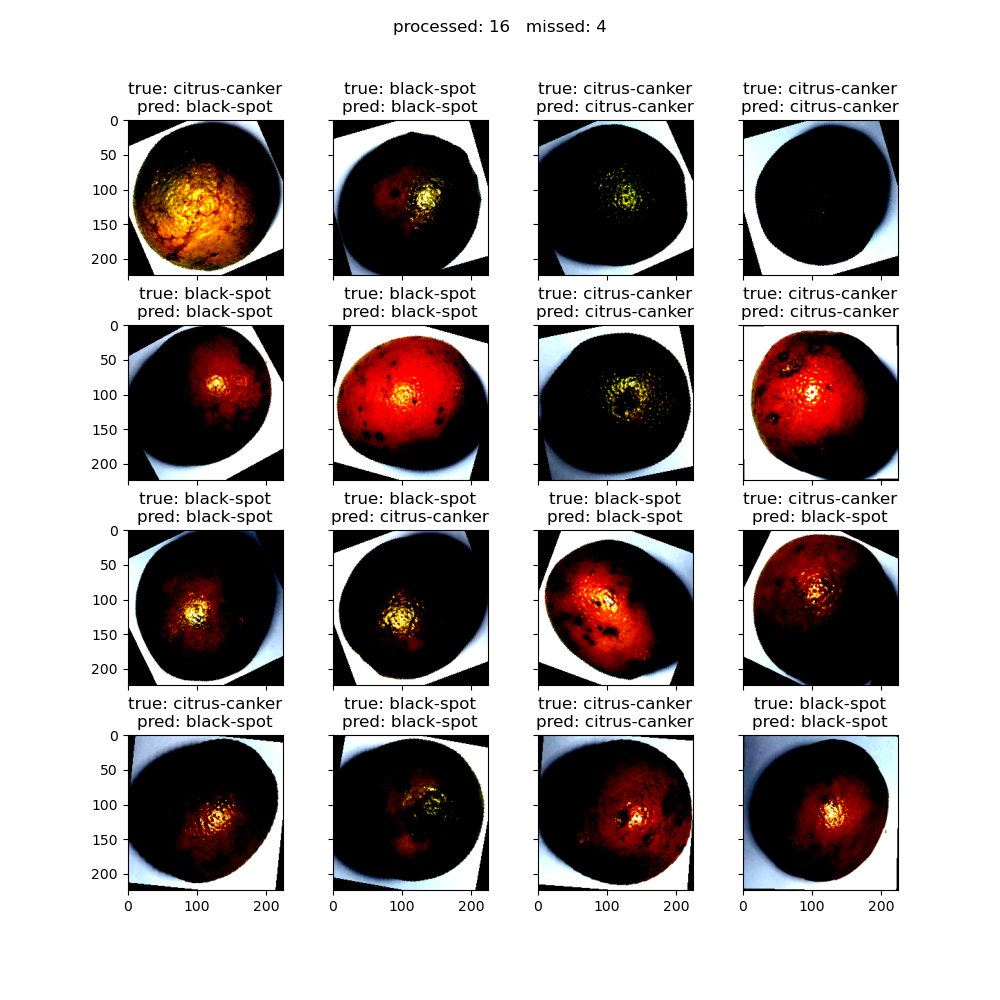 processed: 16   missed: 4
true: citrus-canker
pred: black-spot
true: black-spot
pred: black-spot
true: citrus-canker
pred: citrus-canker
true: citrus-canker
pred: citrus-canker
0
50
100
150
200
true: black-spot
pred: black-spot
true: black-spot
pred: black-spot
true: citrus-canker
pred: citrus-canker
true: citrus-canker
pred: citrus-canker
0
50
100
150
200
true: black-spot
pred: black-spot
true: black-spot
pred: citrus-canker
true: black-spot
pred: black-spot
true: citrus-canker
pred: black-spot
0
50
100
150
200
true: citrus-canker
pred: black-spot
true: black-spot
pred: black-spot
true: citrus-canker
pred: citrus-canker
true: black-spot
pred: black-spot
0
50
100
150
200
0 100 200
0 100 200
0 100 200
0 100 200